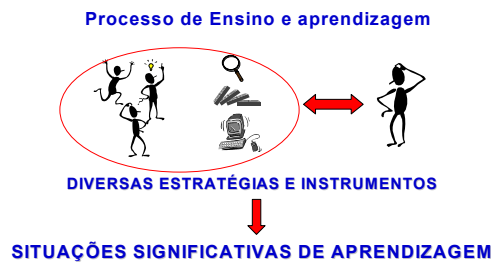 Processo de Ensino e aprendizagem
DIVERSAS ESTRATÉGIAS E INSTRUMENTOS
SITUAÇÕES SIGNIFICATIVAS DE APRENDIZAGEM